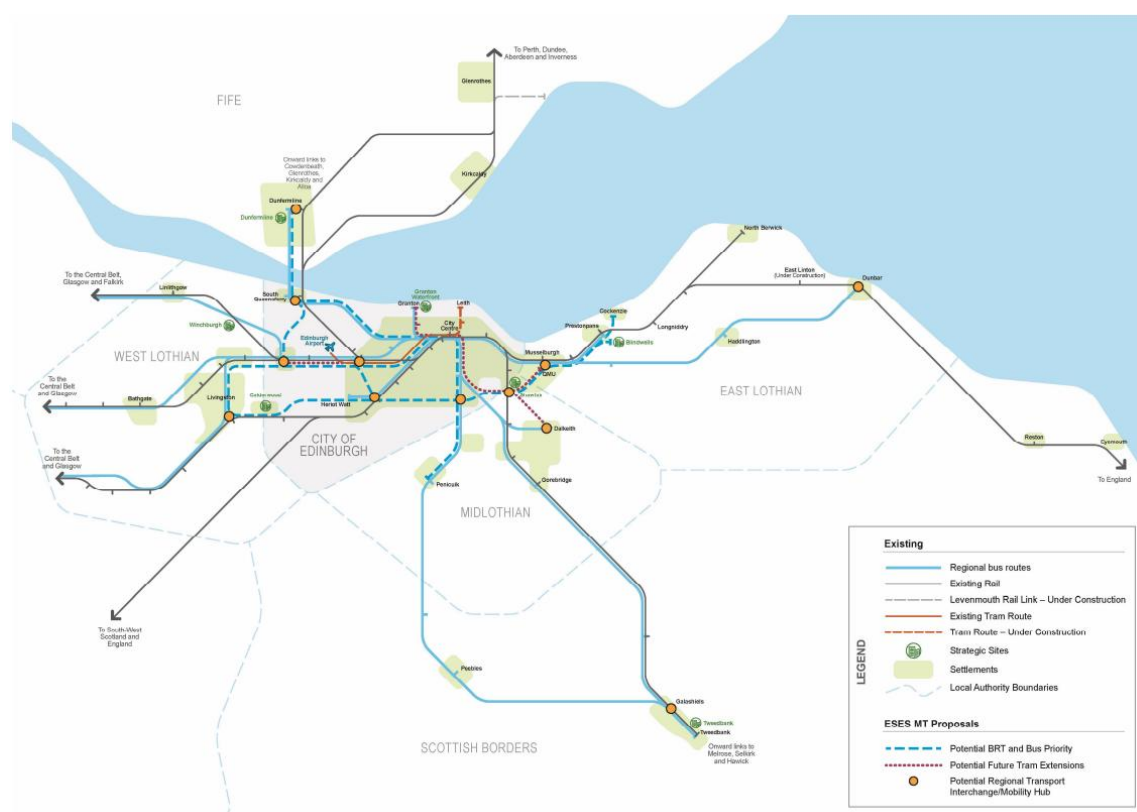 To Perth, Dundee,
Aberdeen and Inverness
Glenrothes
FIFE
Onward links to
Cowdenbeath,
Glenrothes,
Kirkcaldy and
Alloa
Kirkcaldy
Dunfermline
Dunfermline
North Berwick
To the Central Belt,
Glasgow and Falkirk
Linlithgow
South
Queensferry
Granton
Waterfront
Granton
Leith
East Linton
(Under Construction)
Dunbar
Winchburgh
Edinburgh
Airport
City
Centre
Cockenzie
Prestonpans
Longniddry
Blindwells
Haddington
WEST LOTHIAN
Musselburgh
QMU
EAST LOTHIAN
To the
Central Belt
and Glasgow
Bathgate
Livingston
Heriot Watt
CITY OF
EDINBURGH
Dalkeith
To the
Central Belt
and Glasgow
Reston
To England
Penicuik
Gorebridge
MIDLOTHIAN
To South-West
Scotland and
England
Peebles
Galashiels
Tweedbank
Tweedbank
SCOTTISH BORDERS
Onward links to
Melrose, Selkirk
and Hawick
LEGEND
Existing
Regional bus routes
Existing Rail
Levenmouth Rail Link – Under Construction
Existing Tram Route
Tram Route – Under Construction
Strategic Sites
Settlements
Local Authority Boundaries
ESES MT Proposals
Potential BRT and Bus Priority
Potential Future Tram Extensions
Potential Regional Transport
Interchange/Mobility Hub